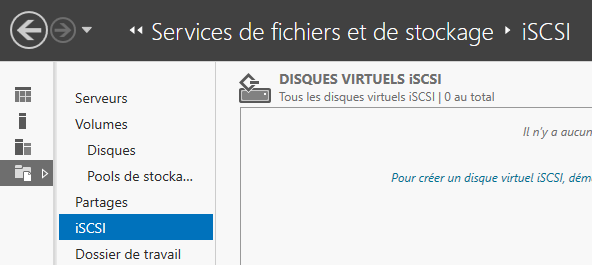 Services de fichiers et de stockage ▸ iSCSI
DISQUES VIRTUELS iSCSI
Tous les disques virtuels iSCSI | 0 au total
Serveurs
Volumes
Disques
Pools de stocka...
Partages
iSCSI
Dossier de travail
Il n'y a aucun
Pour créer un disque virtuel iSCSI, dém